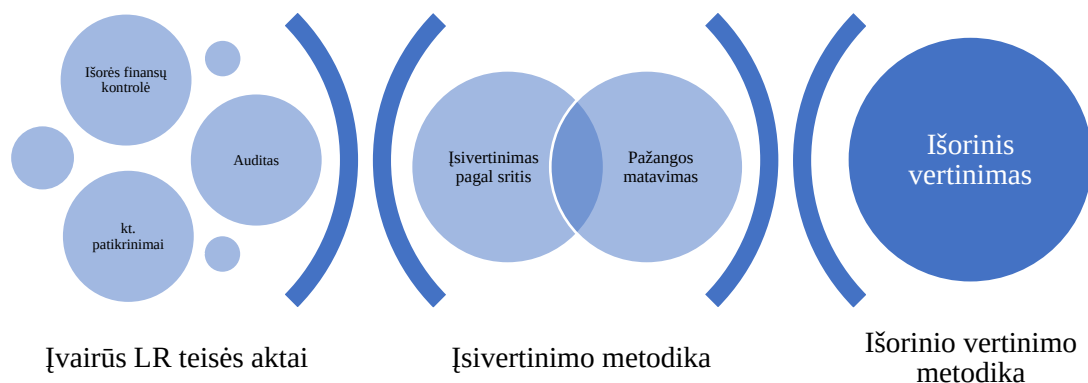 Išorės finansų
kontrolė
Auditas
kt.
patikrinimai
Įvairūs LR teisės aktai
Įsivertinimas
pagal sritis
Pažangos
matavimas
Įsivertinimo metodika
Išorinis
vertinimas
Išorinio vertinimo
metodika